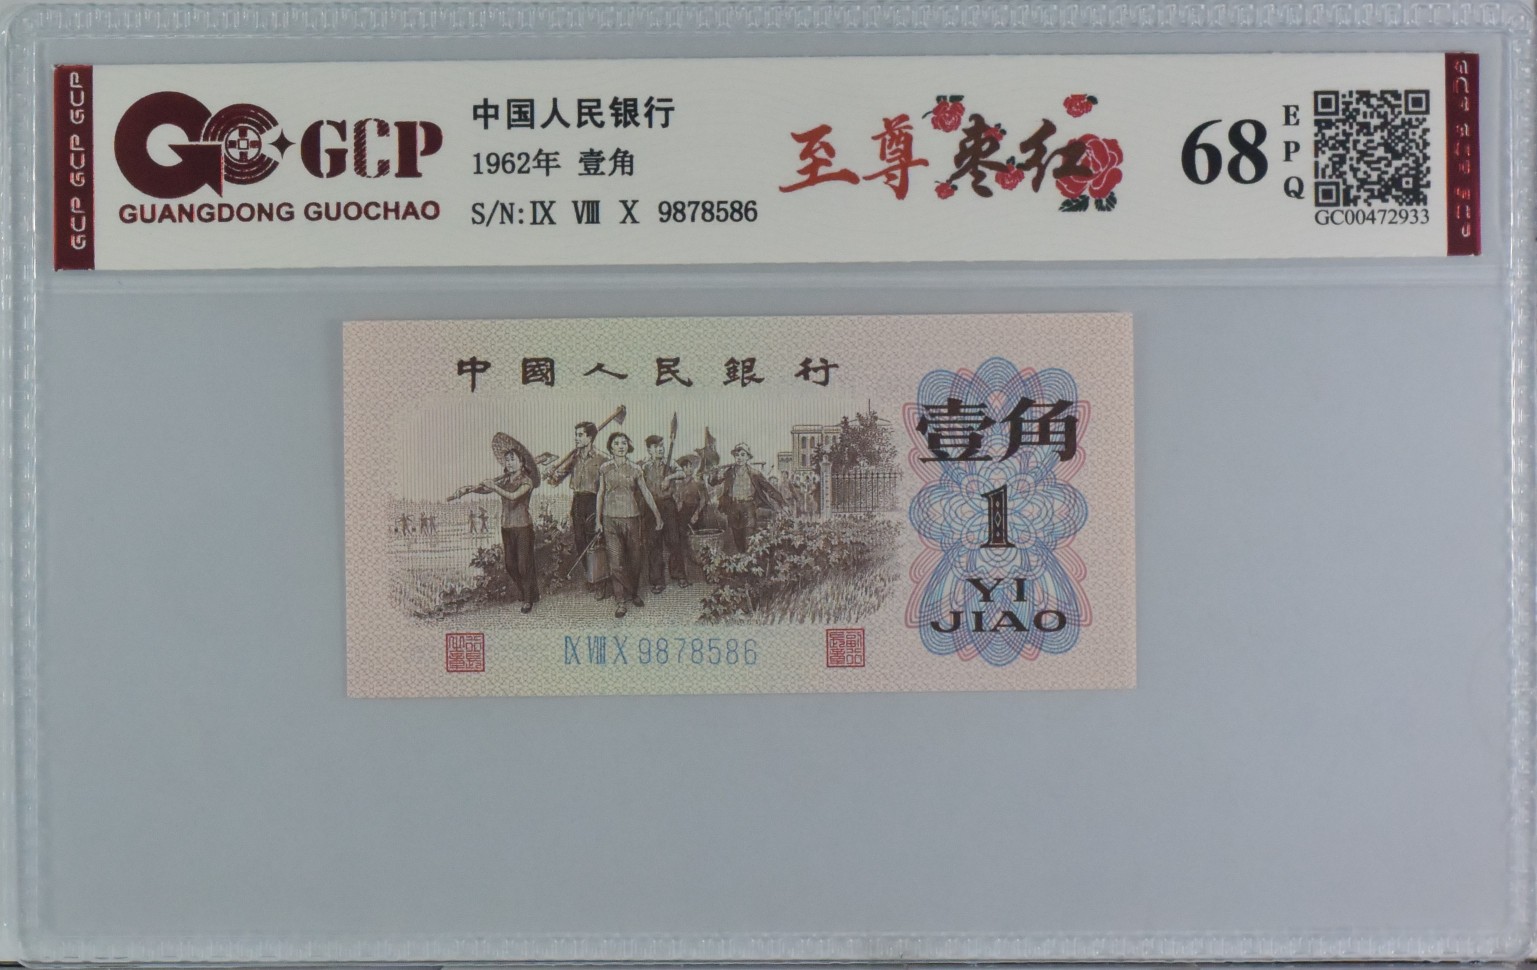 GCP GCP GCP
GCP
GUANGDONG GUOCHAO
中国人民银行
1962年 壹角
S/N:Ⅸ Ⅷ Ⅹ 9878586
至尊枣红
68
EPQ
GC00472933
中國人民銀行
壹角
1
YI
JIAO
Ⅸ Ⅷ Ⅹ 9878586